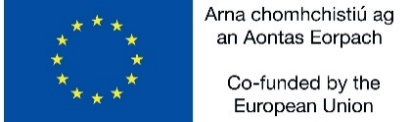 Arna chomhchistiú ag
an Aontas Eorpach
Co-funded by the
European Union